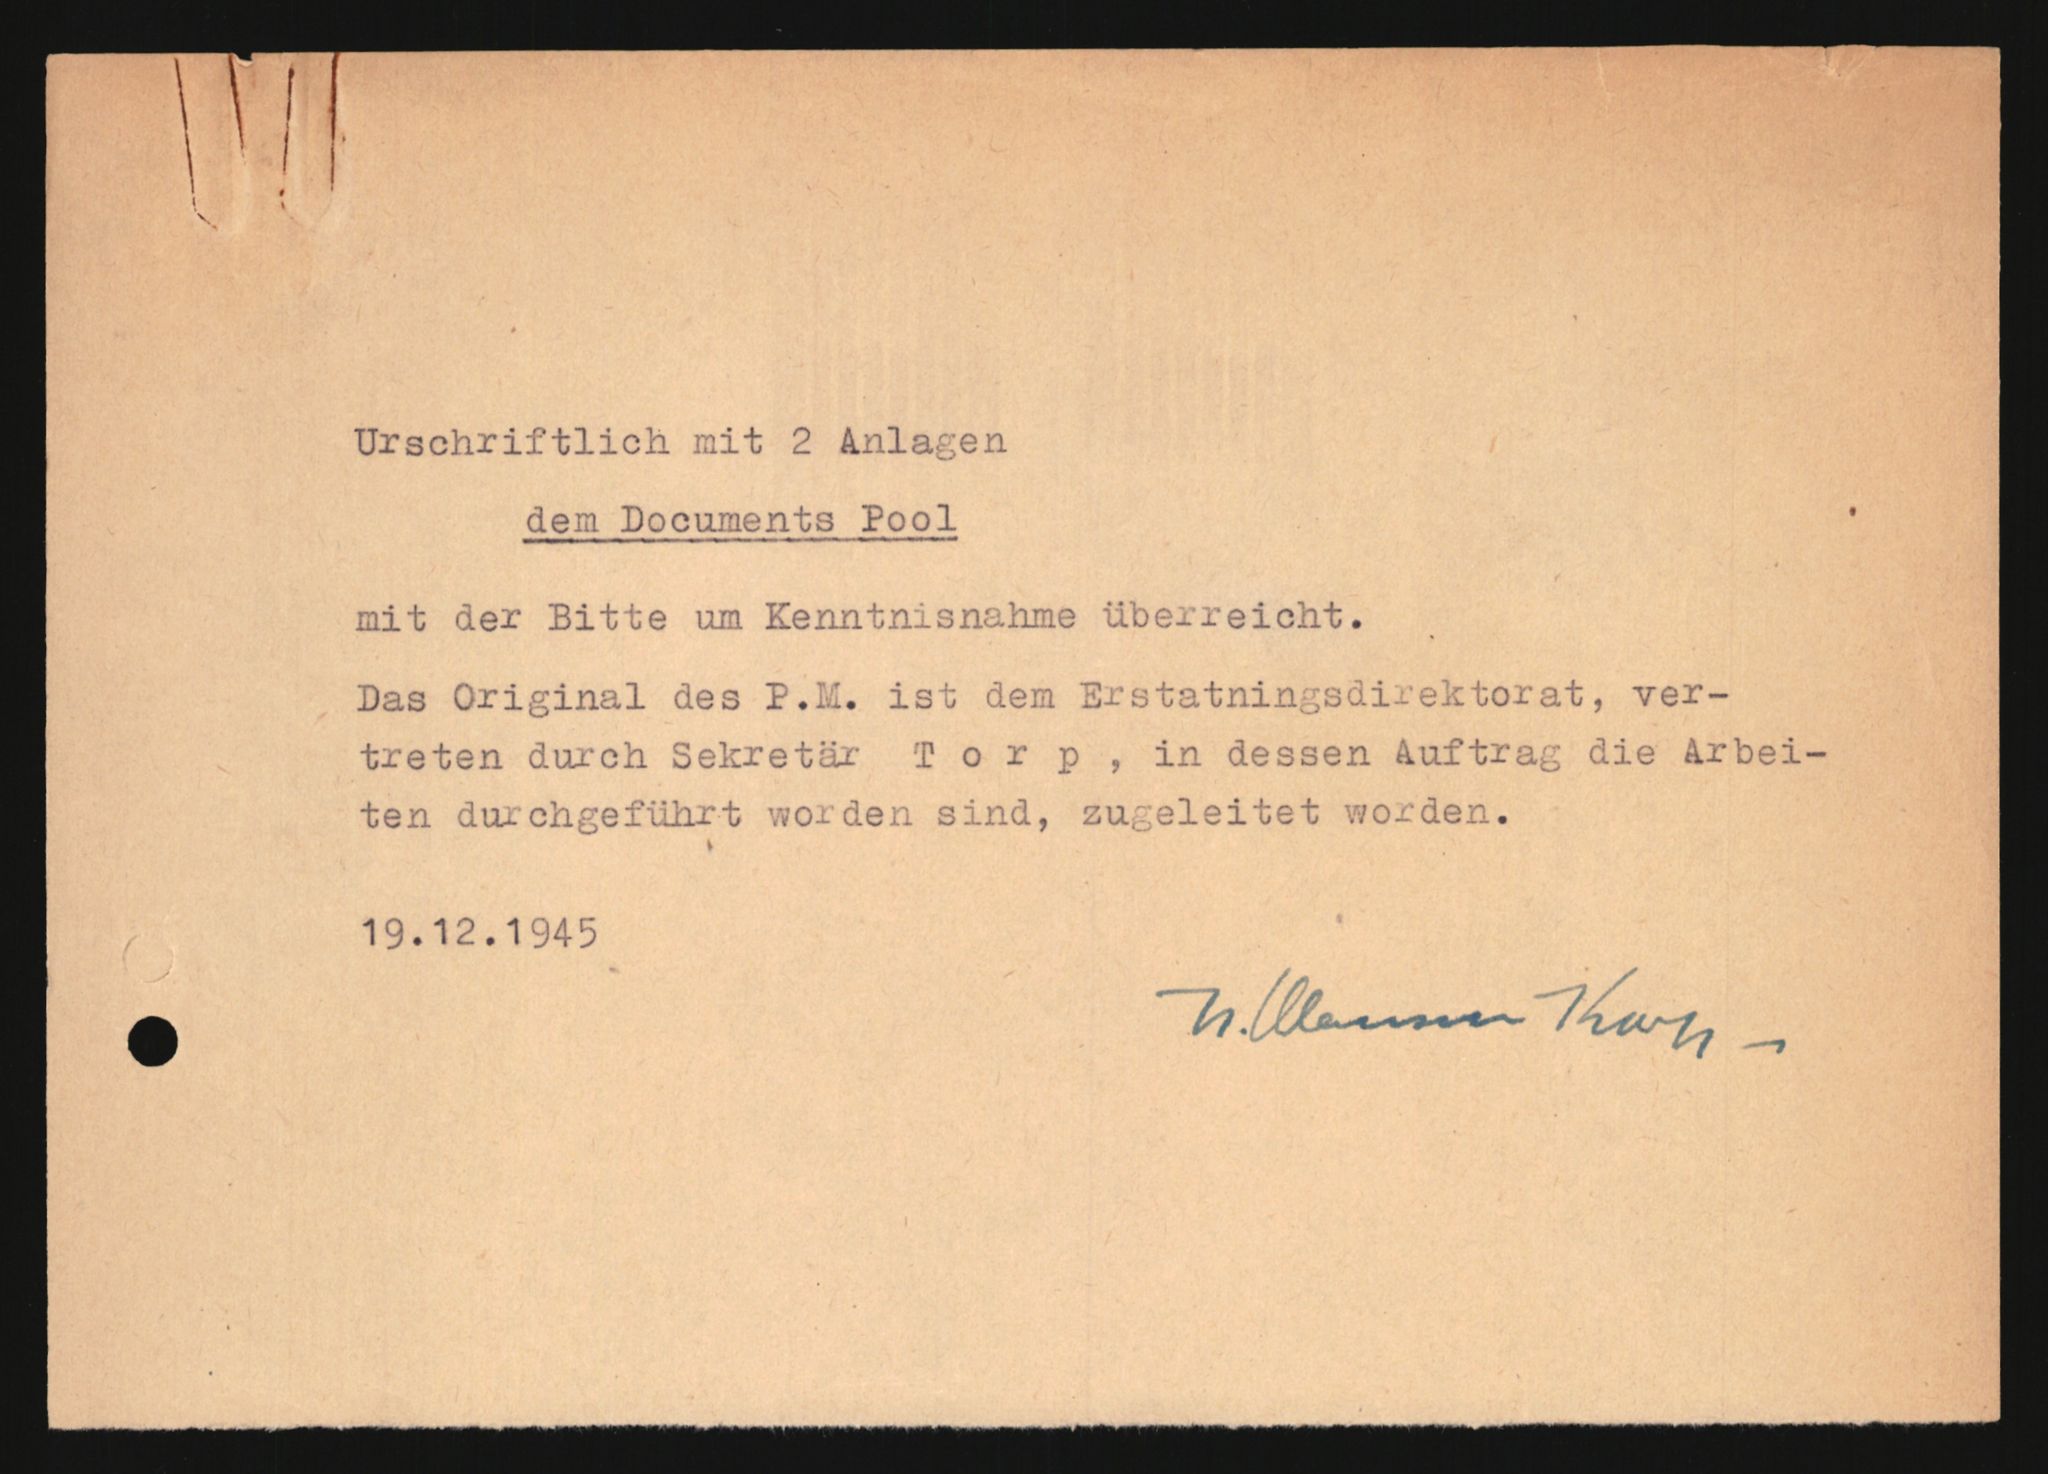 Urschriftlich mit 2 Anlagen
dem Documents Pool
mit der Bitte um Kenntnisnahme überreicht.
Das Original des P.M. ist dem Erstatningsdirektorat, ver-
treten durch Sekretär T o r p , in dessen Auftrag die Arbei-
ten durchgeführt worden sind, zugeleitet worden.
19.12.1945